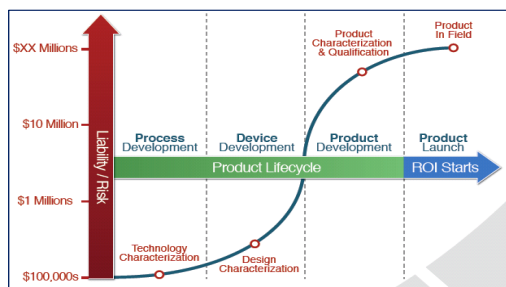 $XX Millions
$10 Million
$1 Millions
$100,000s
Liability / Risk
Product
Characterization
& Qualification
Product
In Field
Process
Development
Device
Development
Product
Development
Product
Launch
Product Lifecycle
ROI Starts
Technology
Characterization
Design
Characterization